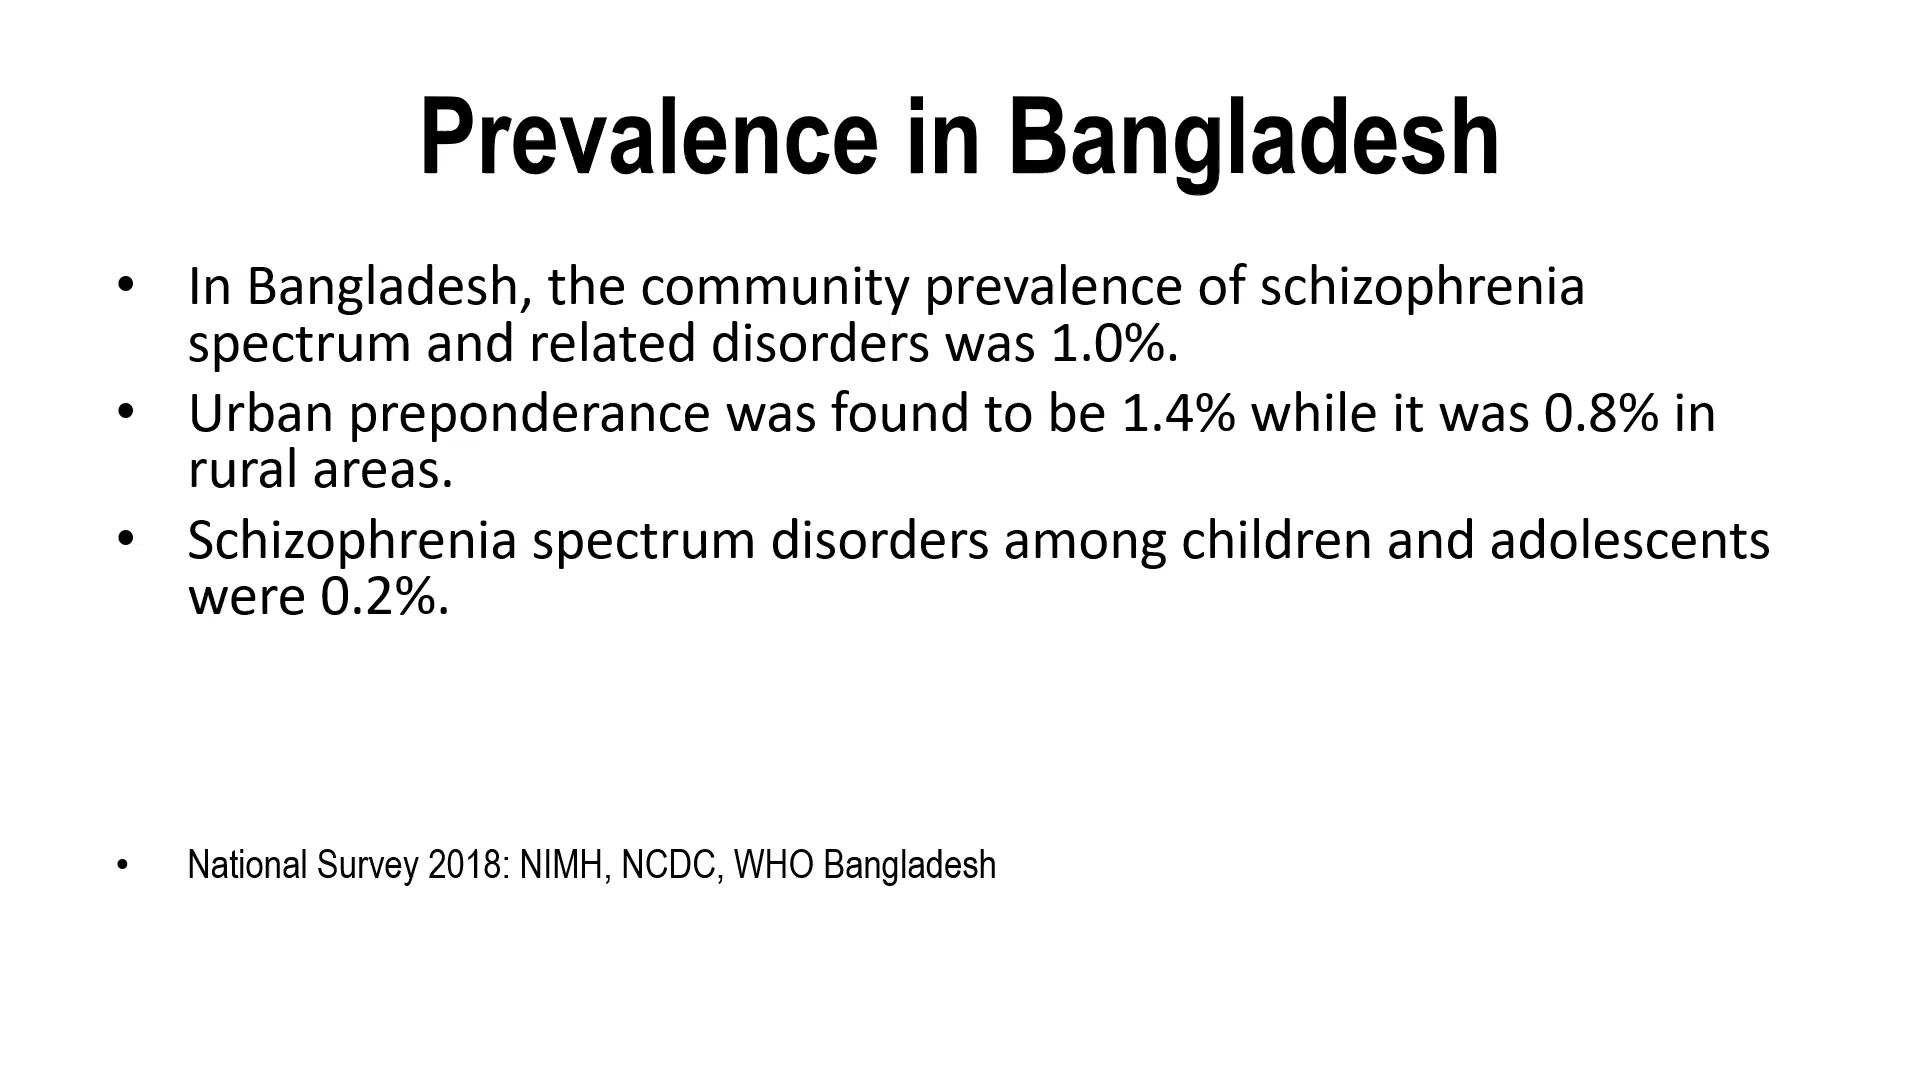 Prevalence in Bangladesh
• In Bangladesh, the community prevalence of schizophrenia
spectrum and related disorders was 1.0%.
• Urban preponderance was found to be 1.4% while it was 0.8% in
rural areas.
• Schizophrenia spectrum disorders among children and adolescents
were 0.2%.
• National Survey 2018: NIMH, NCDC, WHO Bangladesh